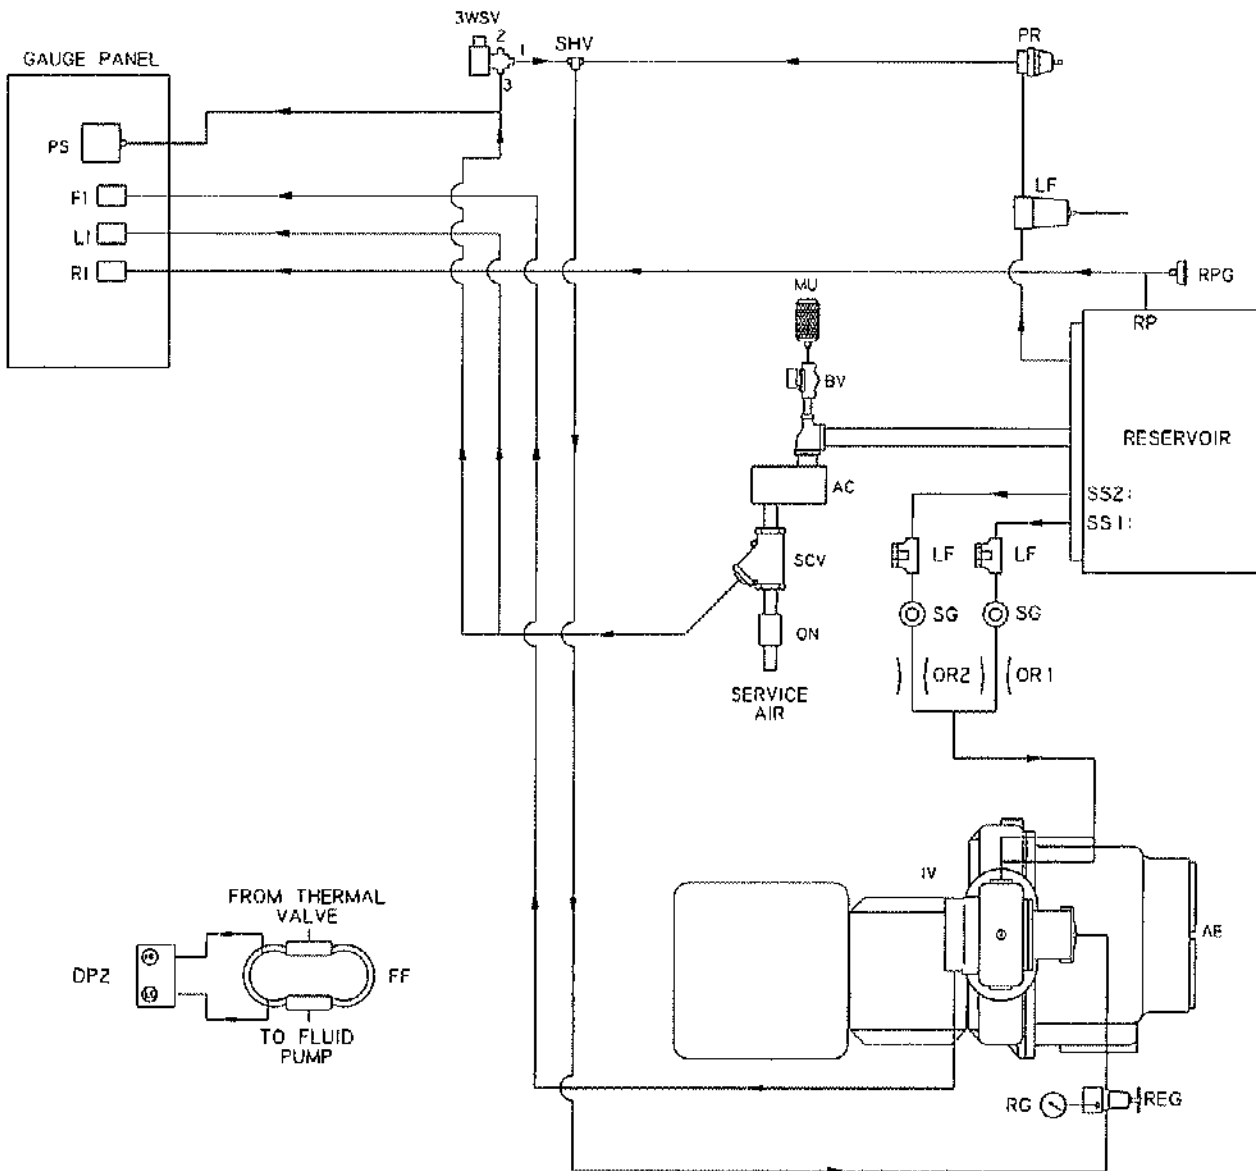 3WSV
2
1
3
SHV
PR
GAUGE PANEL
PS
P1
L1
R1
LF
RPG
MU
RP
BV
RESERVOIR
AC
SS2:
SS1:
LF
LF
SCV
SG
SG
ON
OR2
OR1
SERVICE
AIR
IV
AE
FROM THERMAL
VALVE
DP2
FF
TO FLUID
PUMP
RG
REG